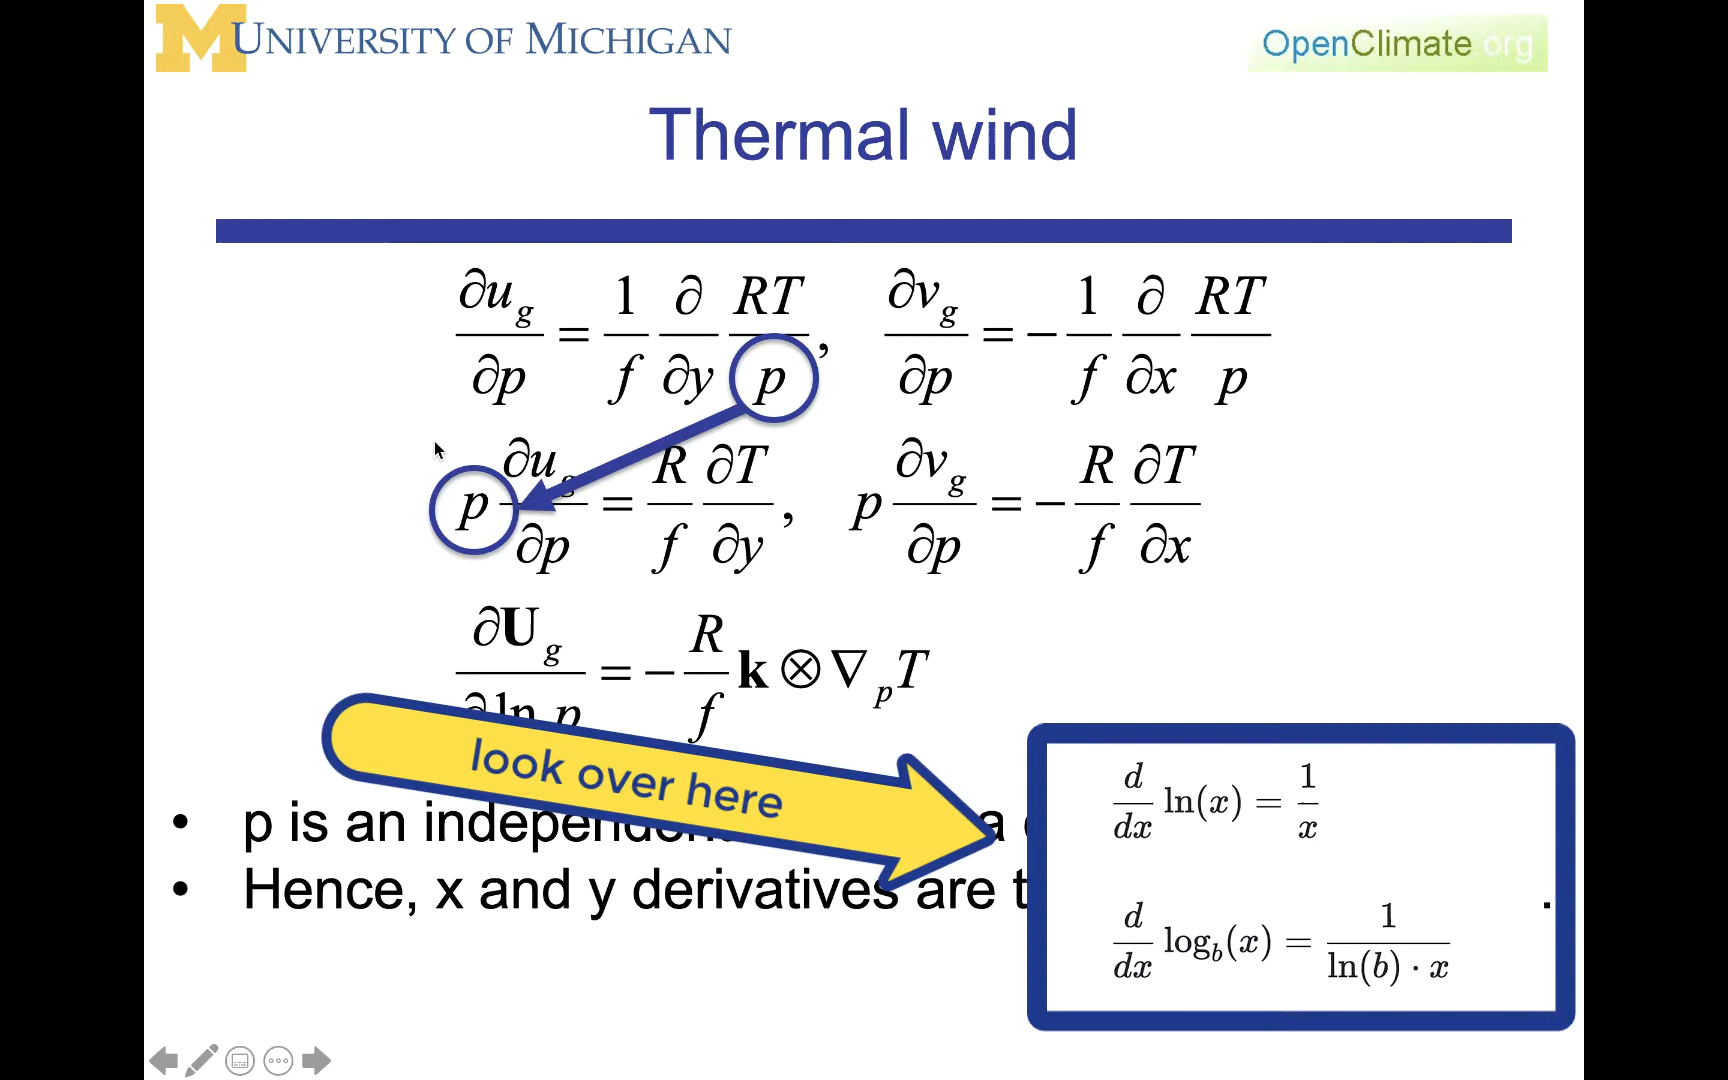 UNIVERSITY OF MICHIGAN
OpenClimate.org
Thermal wind
∂u_g/∂p = 1/f ∂/∂y RT/p, ∂v_g/∂p = − 1/f ∂/∂x RT/p
p ∂u_g/∂p = R/f ∂T/∂y, p ∂v_g/∂p = − R/f ∂T/∂x
∂U_g/∂ ln p = − R/f k ⊗ ∇_p T
look over here
• p is an a
• Hence, x and y derivatives are .
d/dx ln(x) = 1/x
d/dx log_b(x) = 1/(ln(b) · x)